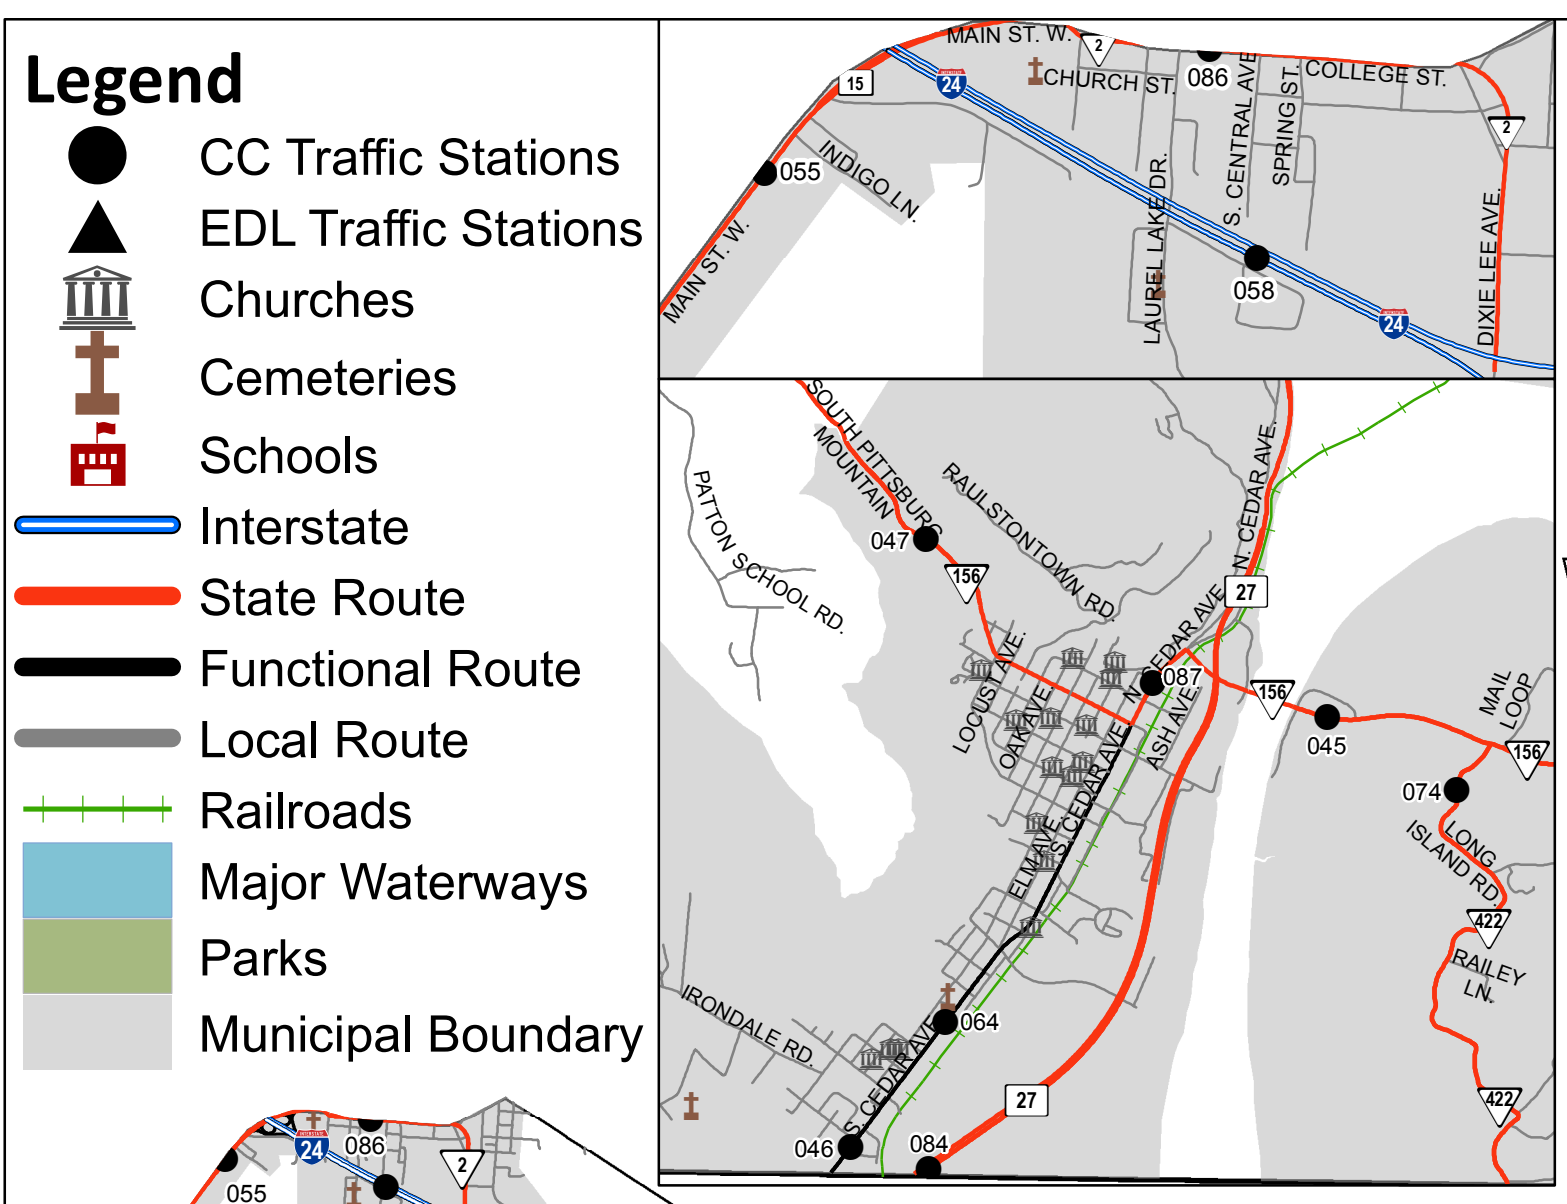 Legend
CC Traffic Stations
EDL Traffic Stations
Churches
Cemeteries
Schools
Interstate
State Route
Functional Route
Local Route
Railroads
Major Waterways
Parks
Municipal Boundary
24
086
2
055
MAIN ST. W.
2
15
INTERSTATE
24
CHURCH ST.
086
COLLEGE ST.
S. CENTRAL AVE
SPRING ST.
2
055
INDIGO LN.
LAUREL LAKE DR.
DIXIE LEE AVE.
MAIN ST. W.
058
INTERSTATE
24
SOUTH PITTSBURG
MOUNTAIN
PATTON SCHOOL RD.
RAULSTONTOWN RD.
N. CEDAR AVE.
047
156
27
N. CEDAR AVE
LOCUST AVE.
OAK AVE.
087
ASH AVE.
156
045
MAIL
LOOP
156
074
LONG
ISLAND RD.
S. CEDAR AVE
ELM AVE.
422
RAILEY
LN.
IRONDALE RD.
064
S. CEDAR AVE
27
422
046
084